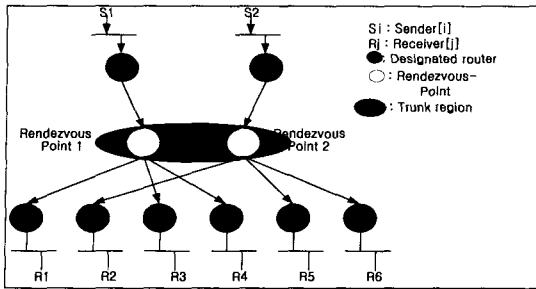 S1
S2
Si : Sender[i]
Rj : Receiver[j]
: Designated router
: Rendezvous-
Point
: Trunk region
Rendezvous
Point 1
Rendezvous
Point 2
R1
R2
R3
R4
R5
R6